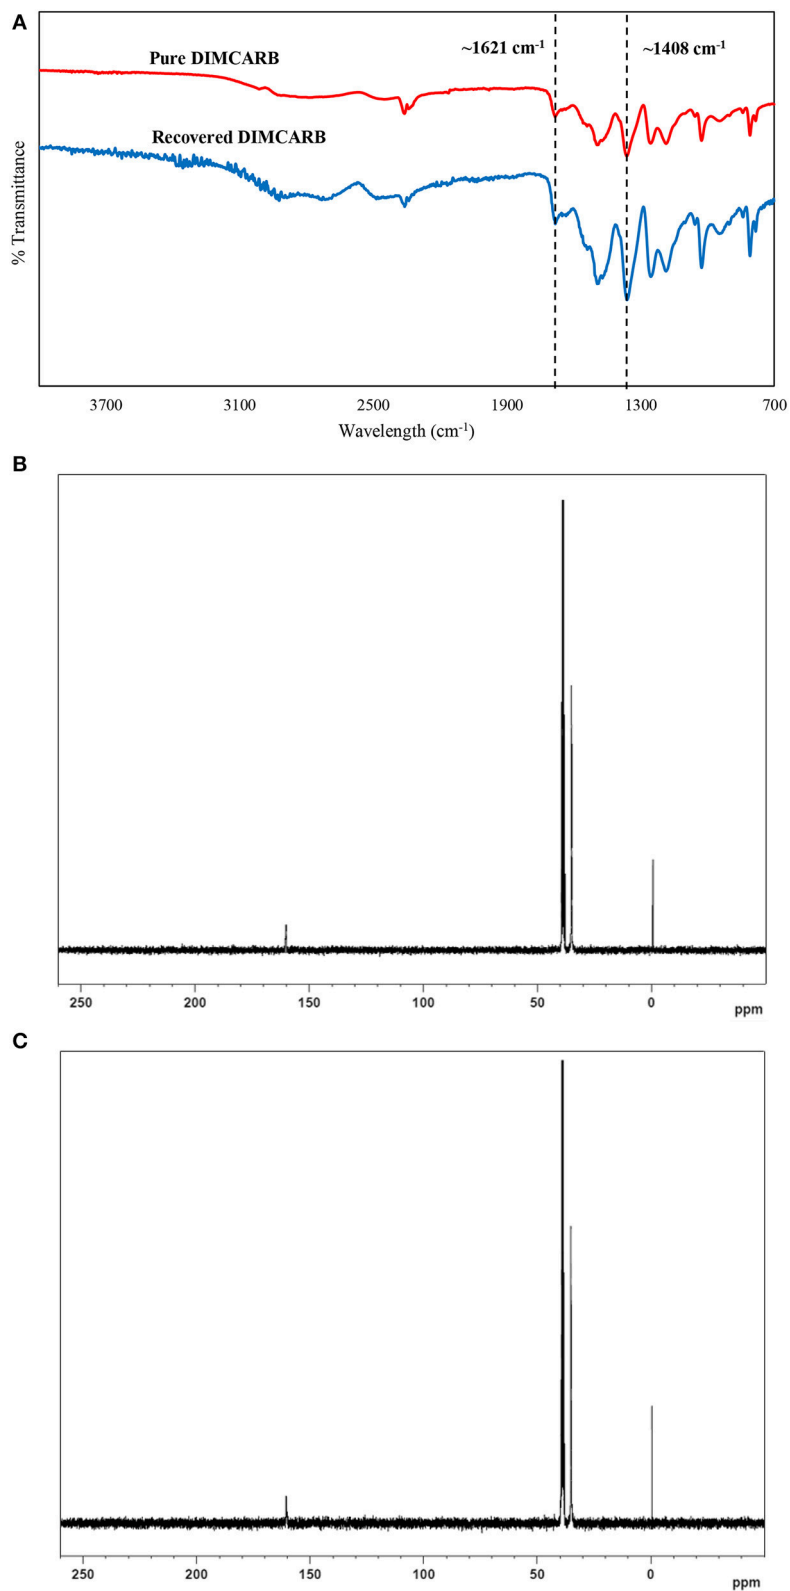 A
~1621 cm-1
~1408 cm-1
Pure DIMCARB
Recovered DIMCARB
% Transmittance
3700 3100 2500 1900 1300 700
Wavelength (cm-1)
B
250 200 150 100 50 0
ppm
C
250 200 150 100 50 0
ppm